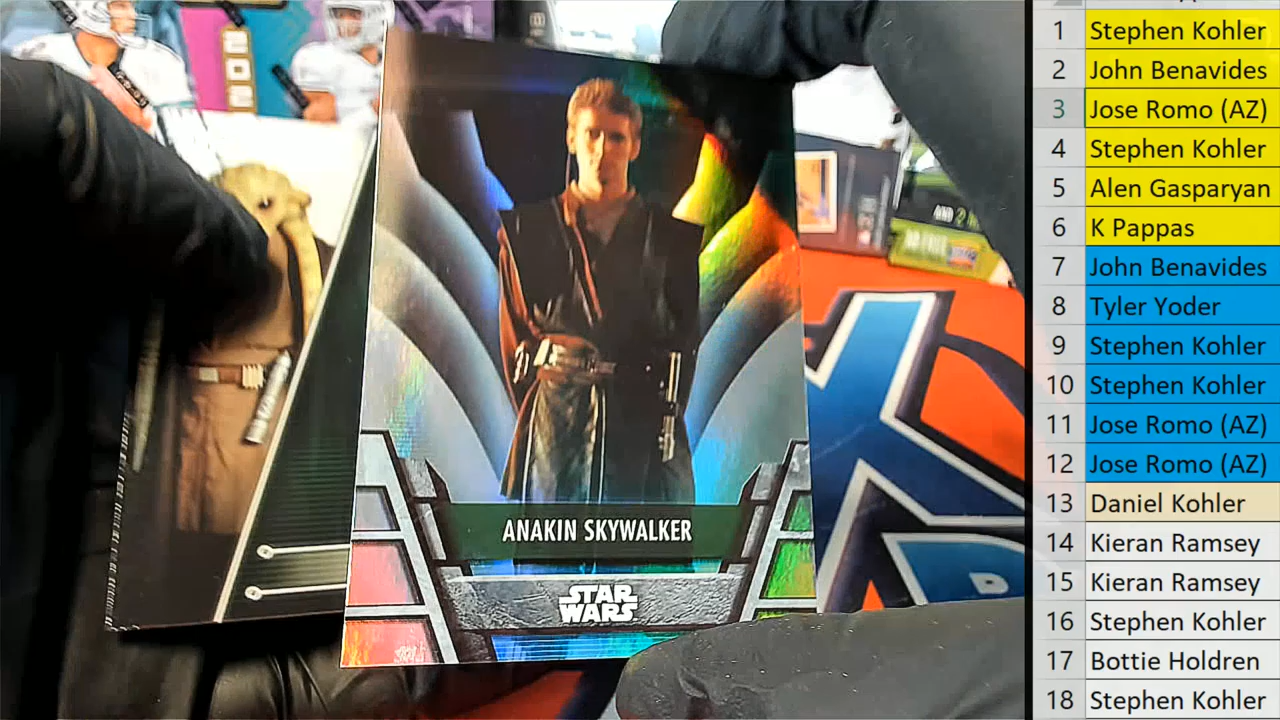 202
AND 2
ANAKIN SKYWALKER
STAR
WARS
1 Stephen Kohler
2 John Benavides
3 Jose Romo (AZ)
4 Stephen Kohler
5 Alen Gasparyan
6 K Pappas
7 John Benavides
8 Tyler Yoder
9 Stephen Kohler
10 Stephen Kohler
11 Jose Romo (AZ)
12 Jose Romo (AZ)
13 Daniel Kohler
14 Kieran Ramsey
15 Kieran Ramsey
16 Stephen Kohler
17 Bottie Holdren
18 Stephen Kohler